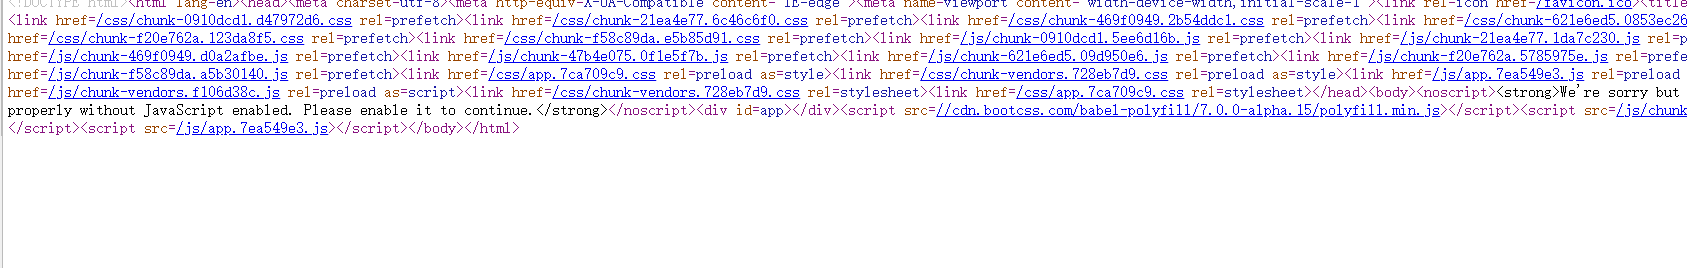 <!DOCTYPE html><html lang=en><head><meta charset=utf-8><meta http-equiv=X-UA-Compatible content="IE=edge"><meta name=viewport content="width=device-width,initial-scale=1"><link rel=icon href=/favicon.ico><title
<link href=/css/chunk-0910dcd1.d47972d6.css rel=prefetch><link href=/css/chunk-21ea4e77.6c46c6f0.css rel=prefetch><link href=/css/chunk-469f0949.2b54ddc1.css rel=prefetch><link href=/css/chunk-621e6ed5.0853ec26
href=/css/chunk-f20e762a.123da8f5.css rel=prefetch><link href=/css/chunk-f58c89da.e5b85d91.css rel=prefetch><link href=/js/chunk-0910dcd1.5ee6d16b.js rel=prefetch><link href=/js/chunk-21ea4e77.1da7c230.js rel=p
href=/js/chunk-469f0949.d0a2afbe.js rel=prefetch><link href=/js/chunk-47b4e075.0f1e5f7b.js rel=prefetch><link href=/js/chunk-621e6ed5.09d950e6.js rel=prefetch><link href=/js/chunk-f20e762a.5785975e.js rel=prefe
href=/js/chunk-f58c89da.a5b30140.js rel=prefetch><link href=/css/app.7ca709c9.css rel=preload as=style><link href=/css/chunk-vendors.728eb7d9.css rel=preload as=style><link href=/js/app.7ea549e3.js rel=preload
href=/js/chunk-vendors.f106d38c.js rel=preload as=script><link href=/css/chunk-vendors.728eb7d9.css rel=stylesheet><link href=/css/app.7ca709c9.css rel=stylesheet></head><body><noscript><strong>We're sorry but
properly without JavaScript enabled. Please enable it to continue.</strong></noscript><div id=app></div><script src=//cdn.bootcss.com/babel-polyfill/7.0.0-alpha.15/polyfill.min.js></script><script src=/js/chunk
</script><script src=/js/app.7ea549e3.js></script></body></html>